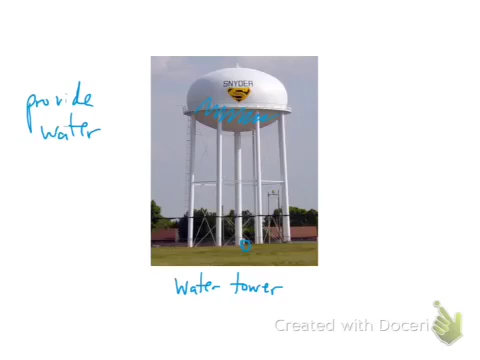 provide
water
SNYDER
water tower
Created with Doceri